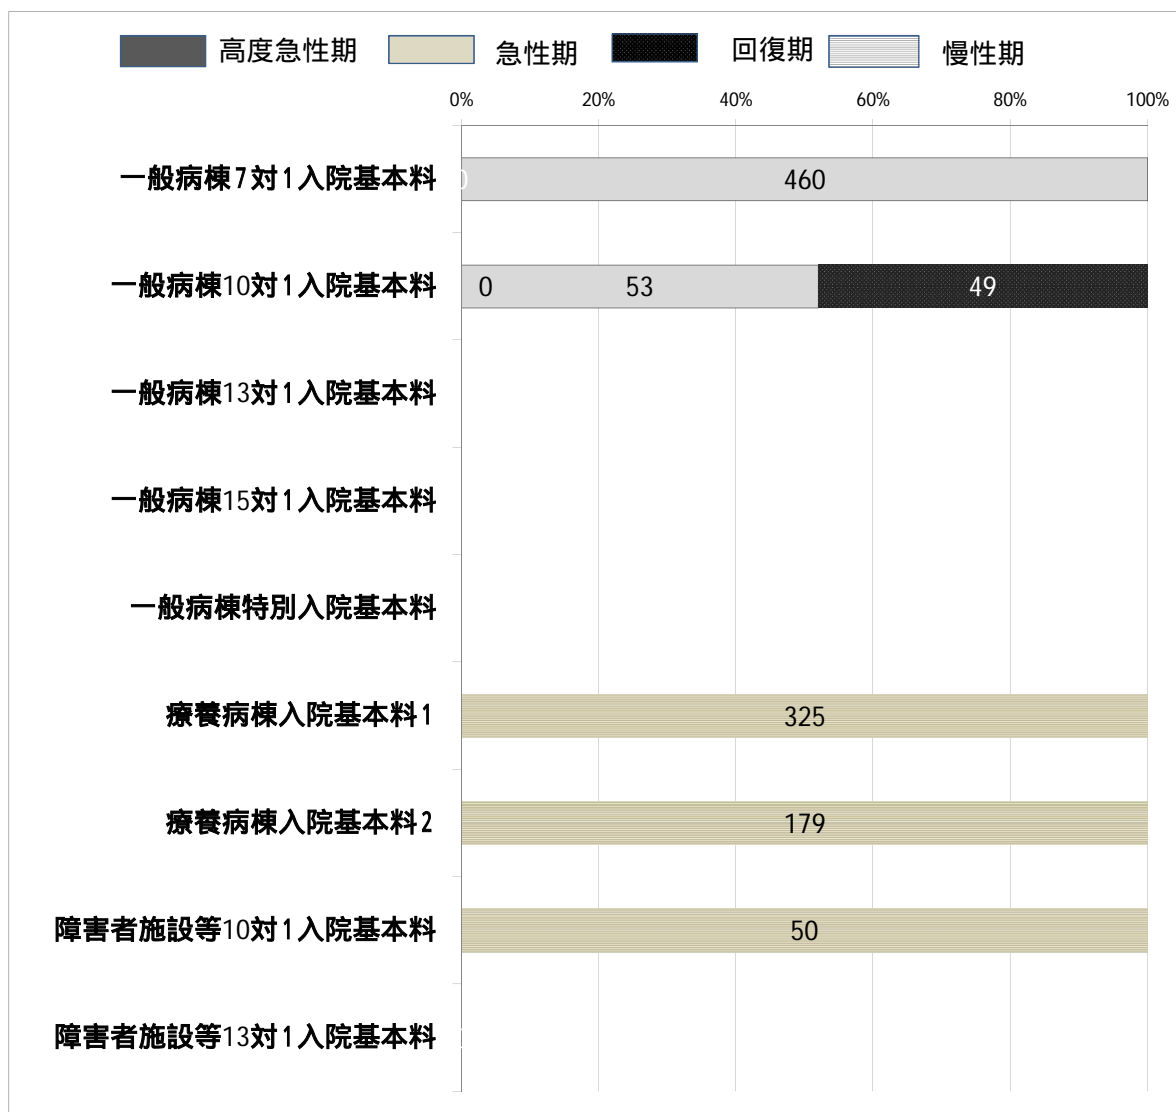 高度急性期 急性期 回復期 慢性期
0% 20% 40% 60% 80% 100%
一般病棟7対1入院基本料 0 460
一般病棟10対1入院基本料 0 53 49
一般病棟13対1入院基本料
一般病棟15対1入院基本料
一般病棟特別入院基本料
療養病棟入院基本料1 325
療養病棟入院基本料2 179
障害者施設等10対1入院基本料 50
障害者施設等13対1入院基本料